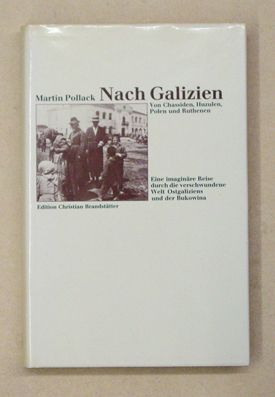 Martin Pollack Nach Galizien
Von Chassiden, Huzulen,
Polen und Ruthenen
Eine imaginäre Reise
durch die verschwundene
Welt Ostgaliziens
und der Bukowina
Edition Christian Brandstätter